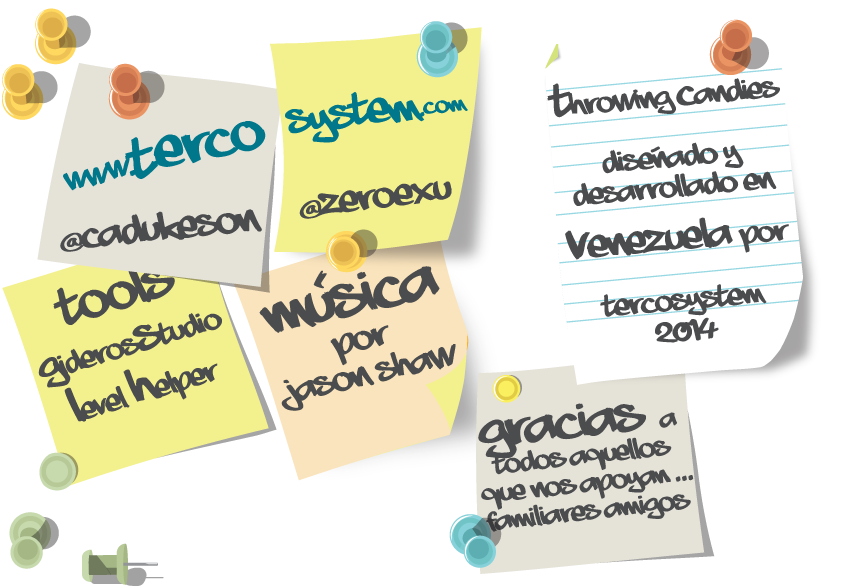 www.terco
system.com
@cadukeson
@zeroexu
tools
giderosStudio
level helper
música
por
jason shaw
throwing candies
diseñado y
desarrollado en
Venezuela por
tercosystem
2014
gracias a
todos aquellos
que nos apoyan ...
familiares amigos